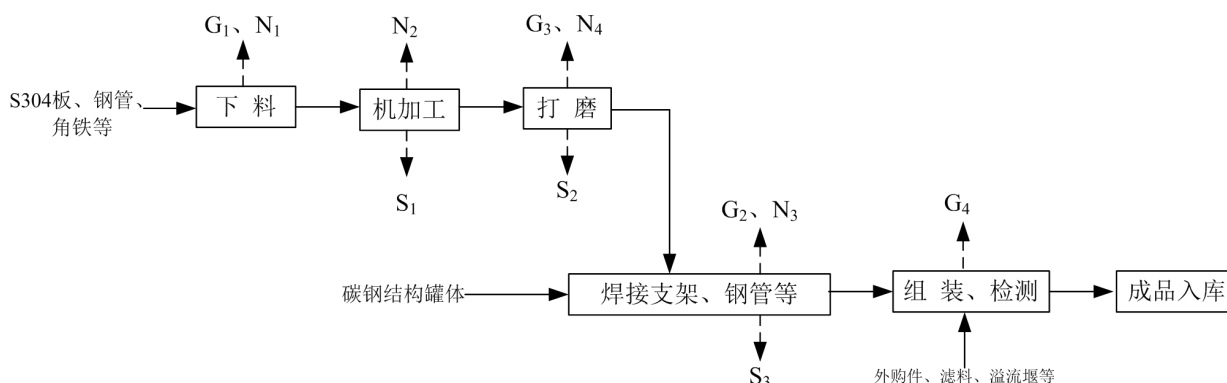 G₁、N₁
N₂
G₃、N₄
S304板、钢管、
角铁等
下 料
机加工
打 磨
S₁
S₂
G₂、N₃
G₄
碳钢结构罐体
焊接支架、钢管等
组 装、检测
成品入库
S₃
外购件、滤料、溢流堰等